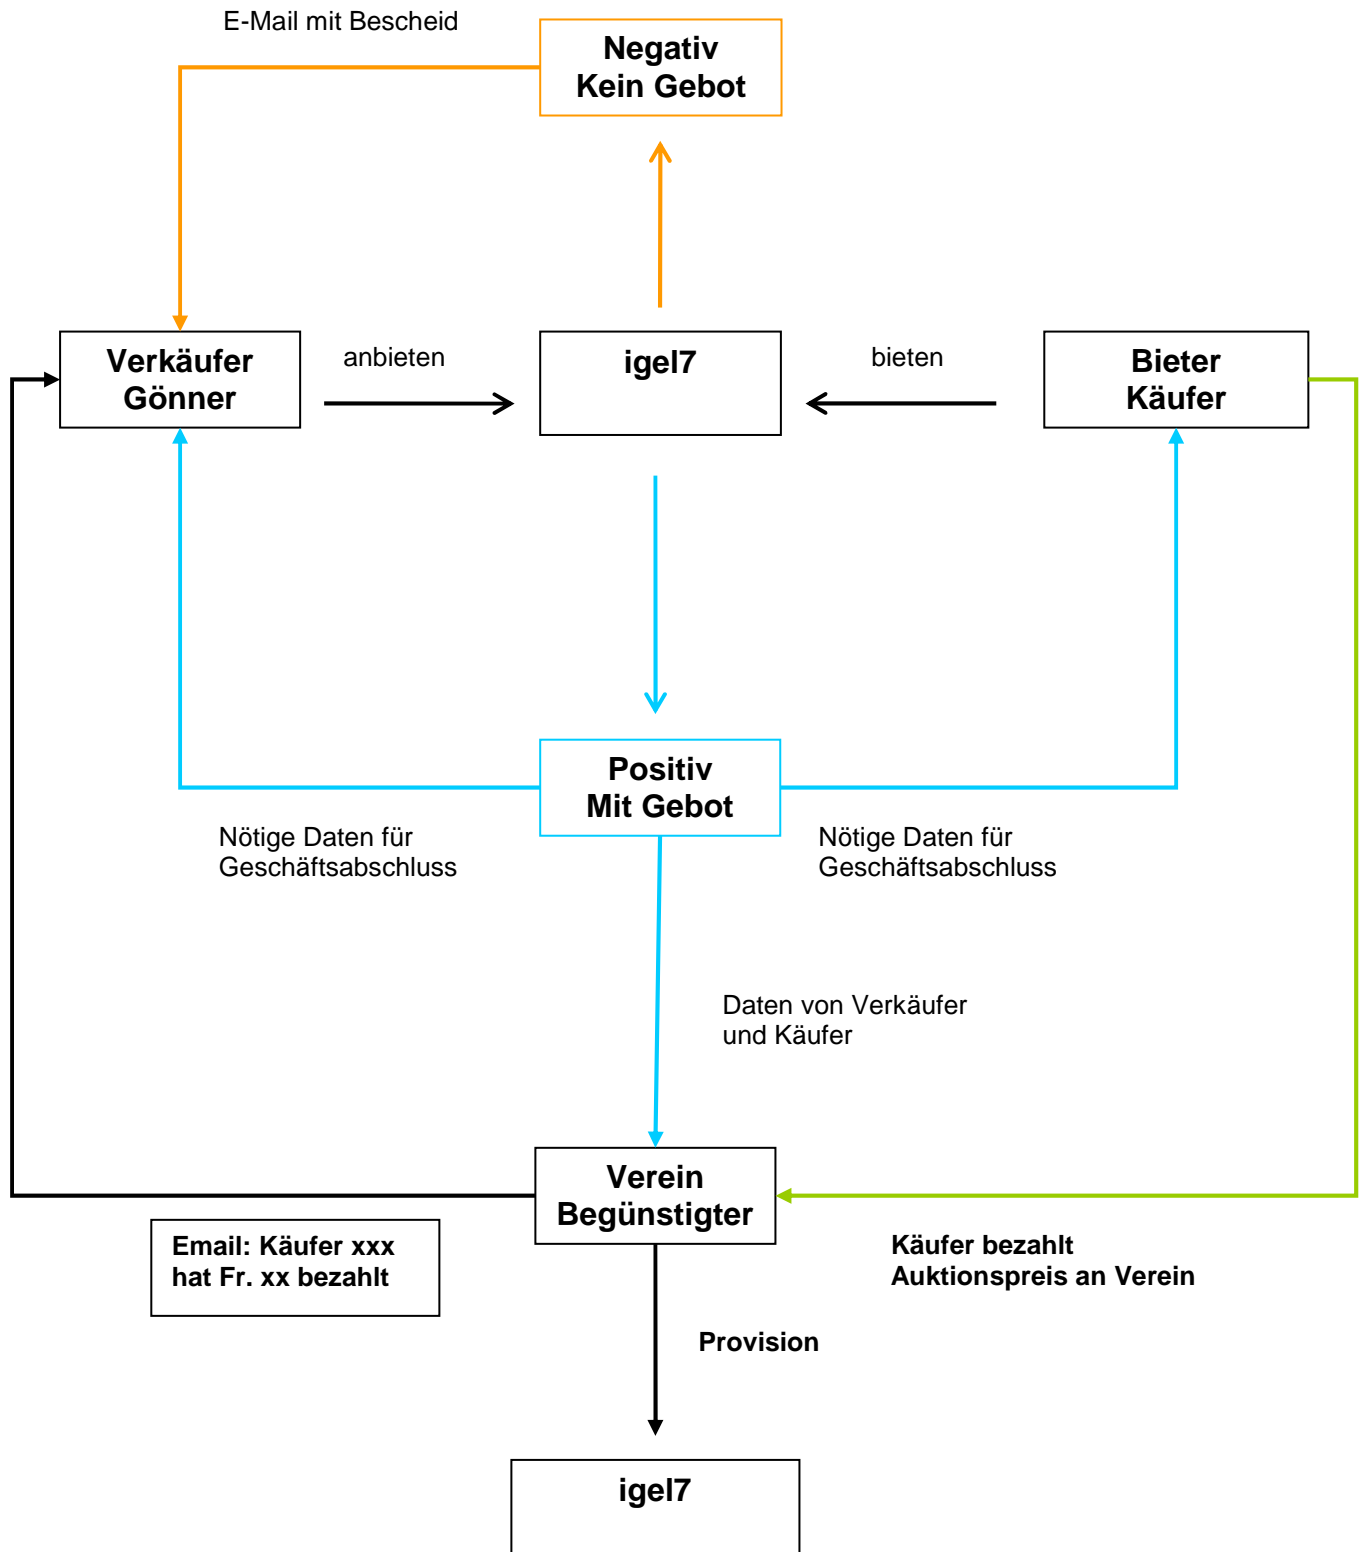 E-Mail mit Bescheid
Negativ
Kein Gebot
Verkäufer
Gönner
anbieten
igel7
bieten
Bieter
Käufer
Positiv
Mit Gebot
Nötige Daten für
Geschäftsabschluss
Nötige Daten für
Geschäftsabschluss
Daten von Verkäufer
und Käufer
Verein
Begünstigter
Email: Käufer xxx
hat Fr. xx bezahlt
Käufer bezahlt
Auktionspreis an Verein
Provision
igel7